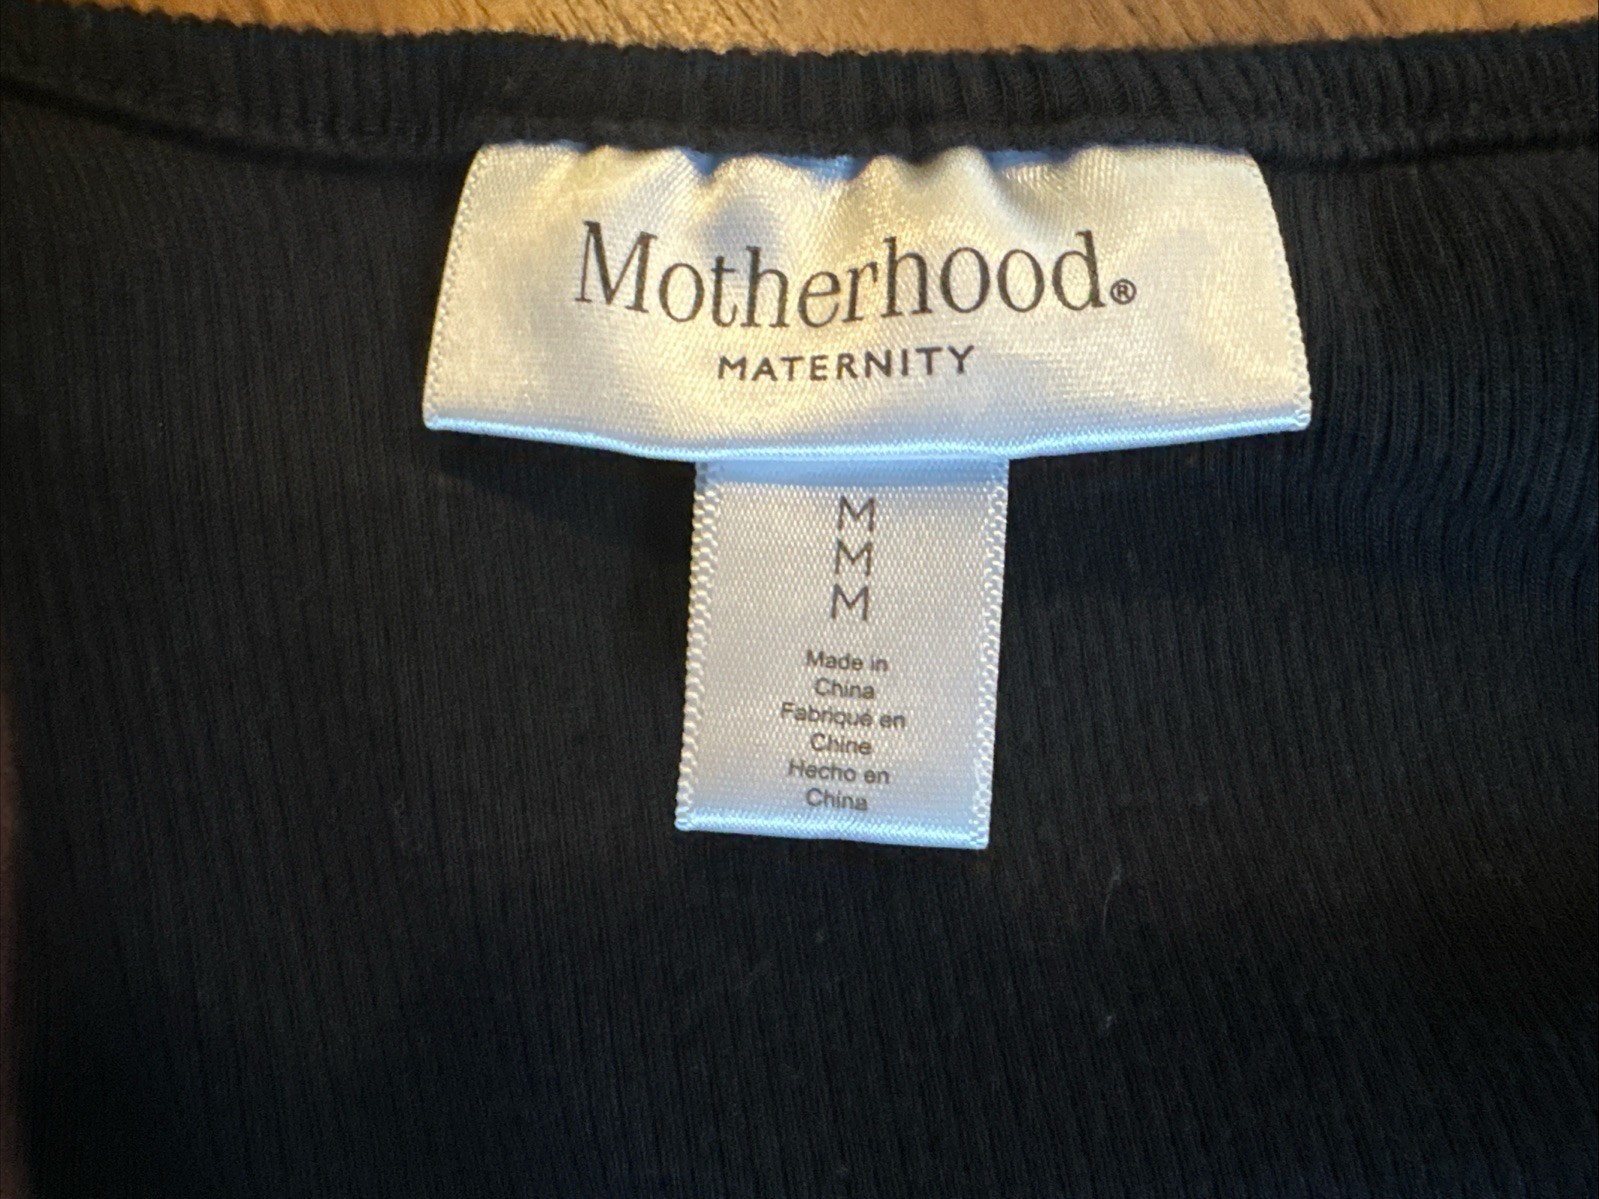 Motherhood®
MATERNITY
M
M
M
Made in
China
Fabriqué en
Chine
Hecho en
China